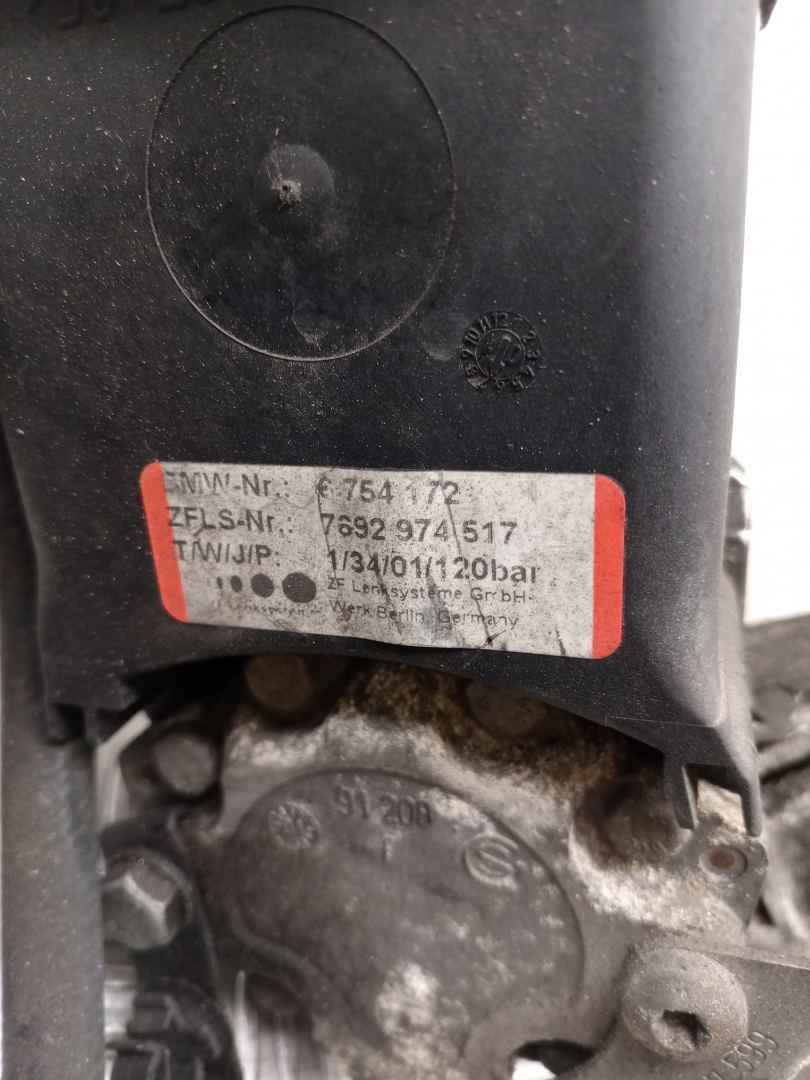 BMW-Nr.: 6 754 172
ZFLS-Nr.: 7692 974 517
T/W/J/P: 1/34/01/120bar
ZF Lenksysteme GmbH
Werk Berlin, Germany
91 208
599